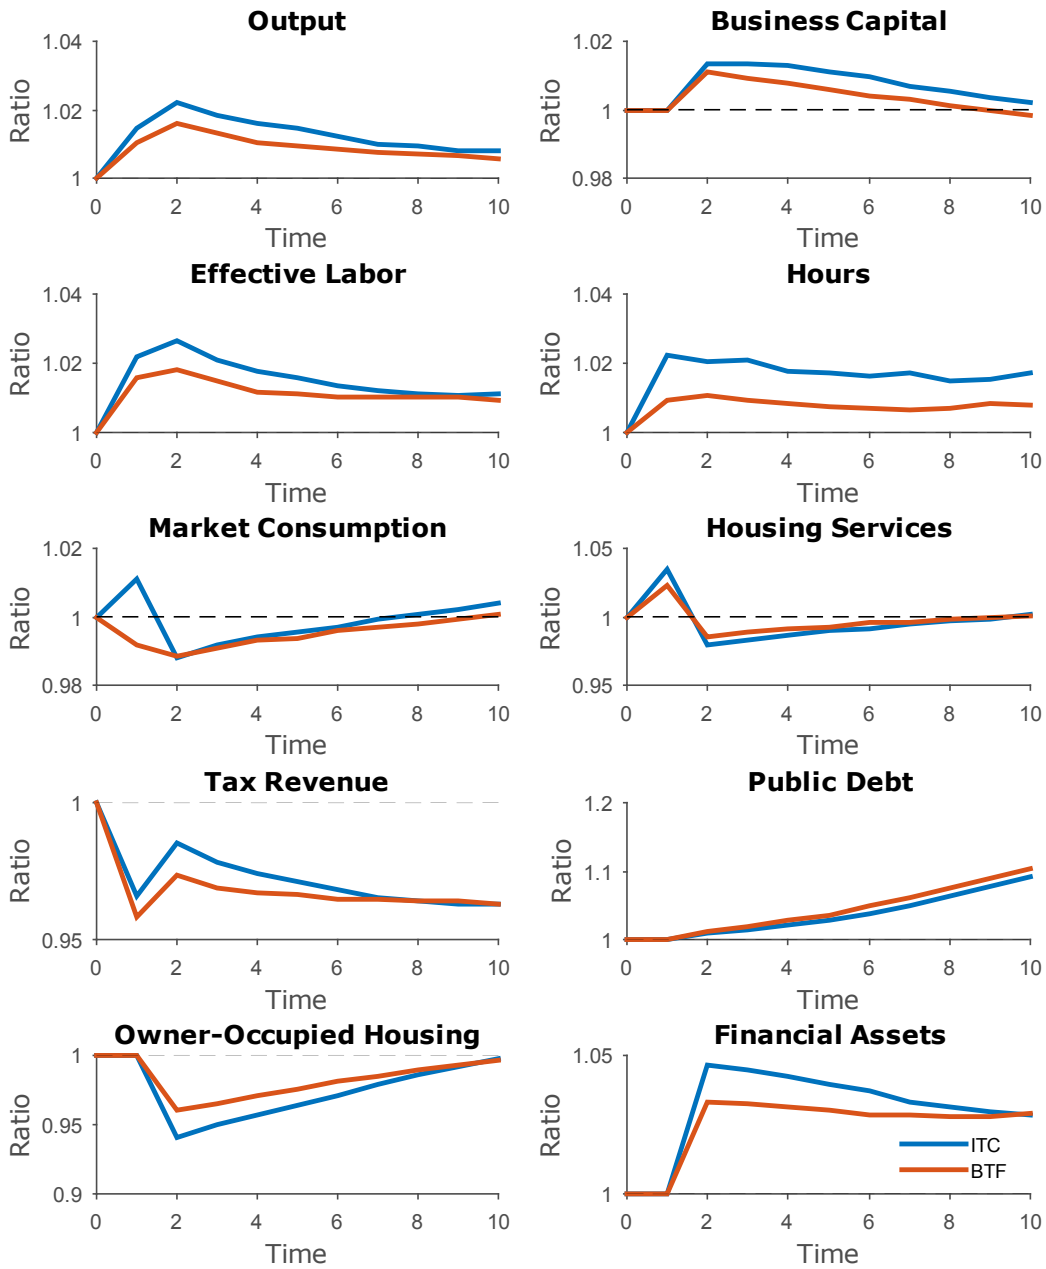 Output
Ratio
1.04
1.02
1
0 2 4 6 8 10
Time
Business Capital
Ratio
1.02
1
0.98
0 2 4 6 8 10
Time
Effective Labor
Ratio
1.04
1.02
1
0 2 4 6 8 10
Time
Hours
Ratio
1.04
1.02
1
0 2 4 6 8 10
Time
Market Consumption
Ratio
1.02
1
0.98
0 2 4 6 8 10
Time
Housing Services
Ratio
1.05
1
0.95
0 2 4 6 8 10
Time
Tax Revenue
Ratio
1
0.95
0 2 4 6 8 10
Time
Public Debt
Ratio
1.2
1.1
1
0 2 4 6 8 10
Time
Owner-Occupied Housing
Ratio
1
0.95
0.9
0 2 4 6 8 10
Time
Financial Assets
Ratio
1.05
1
ITC
BTF
0 2 4 6 8 10
Time